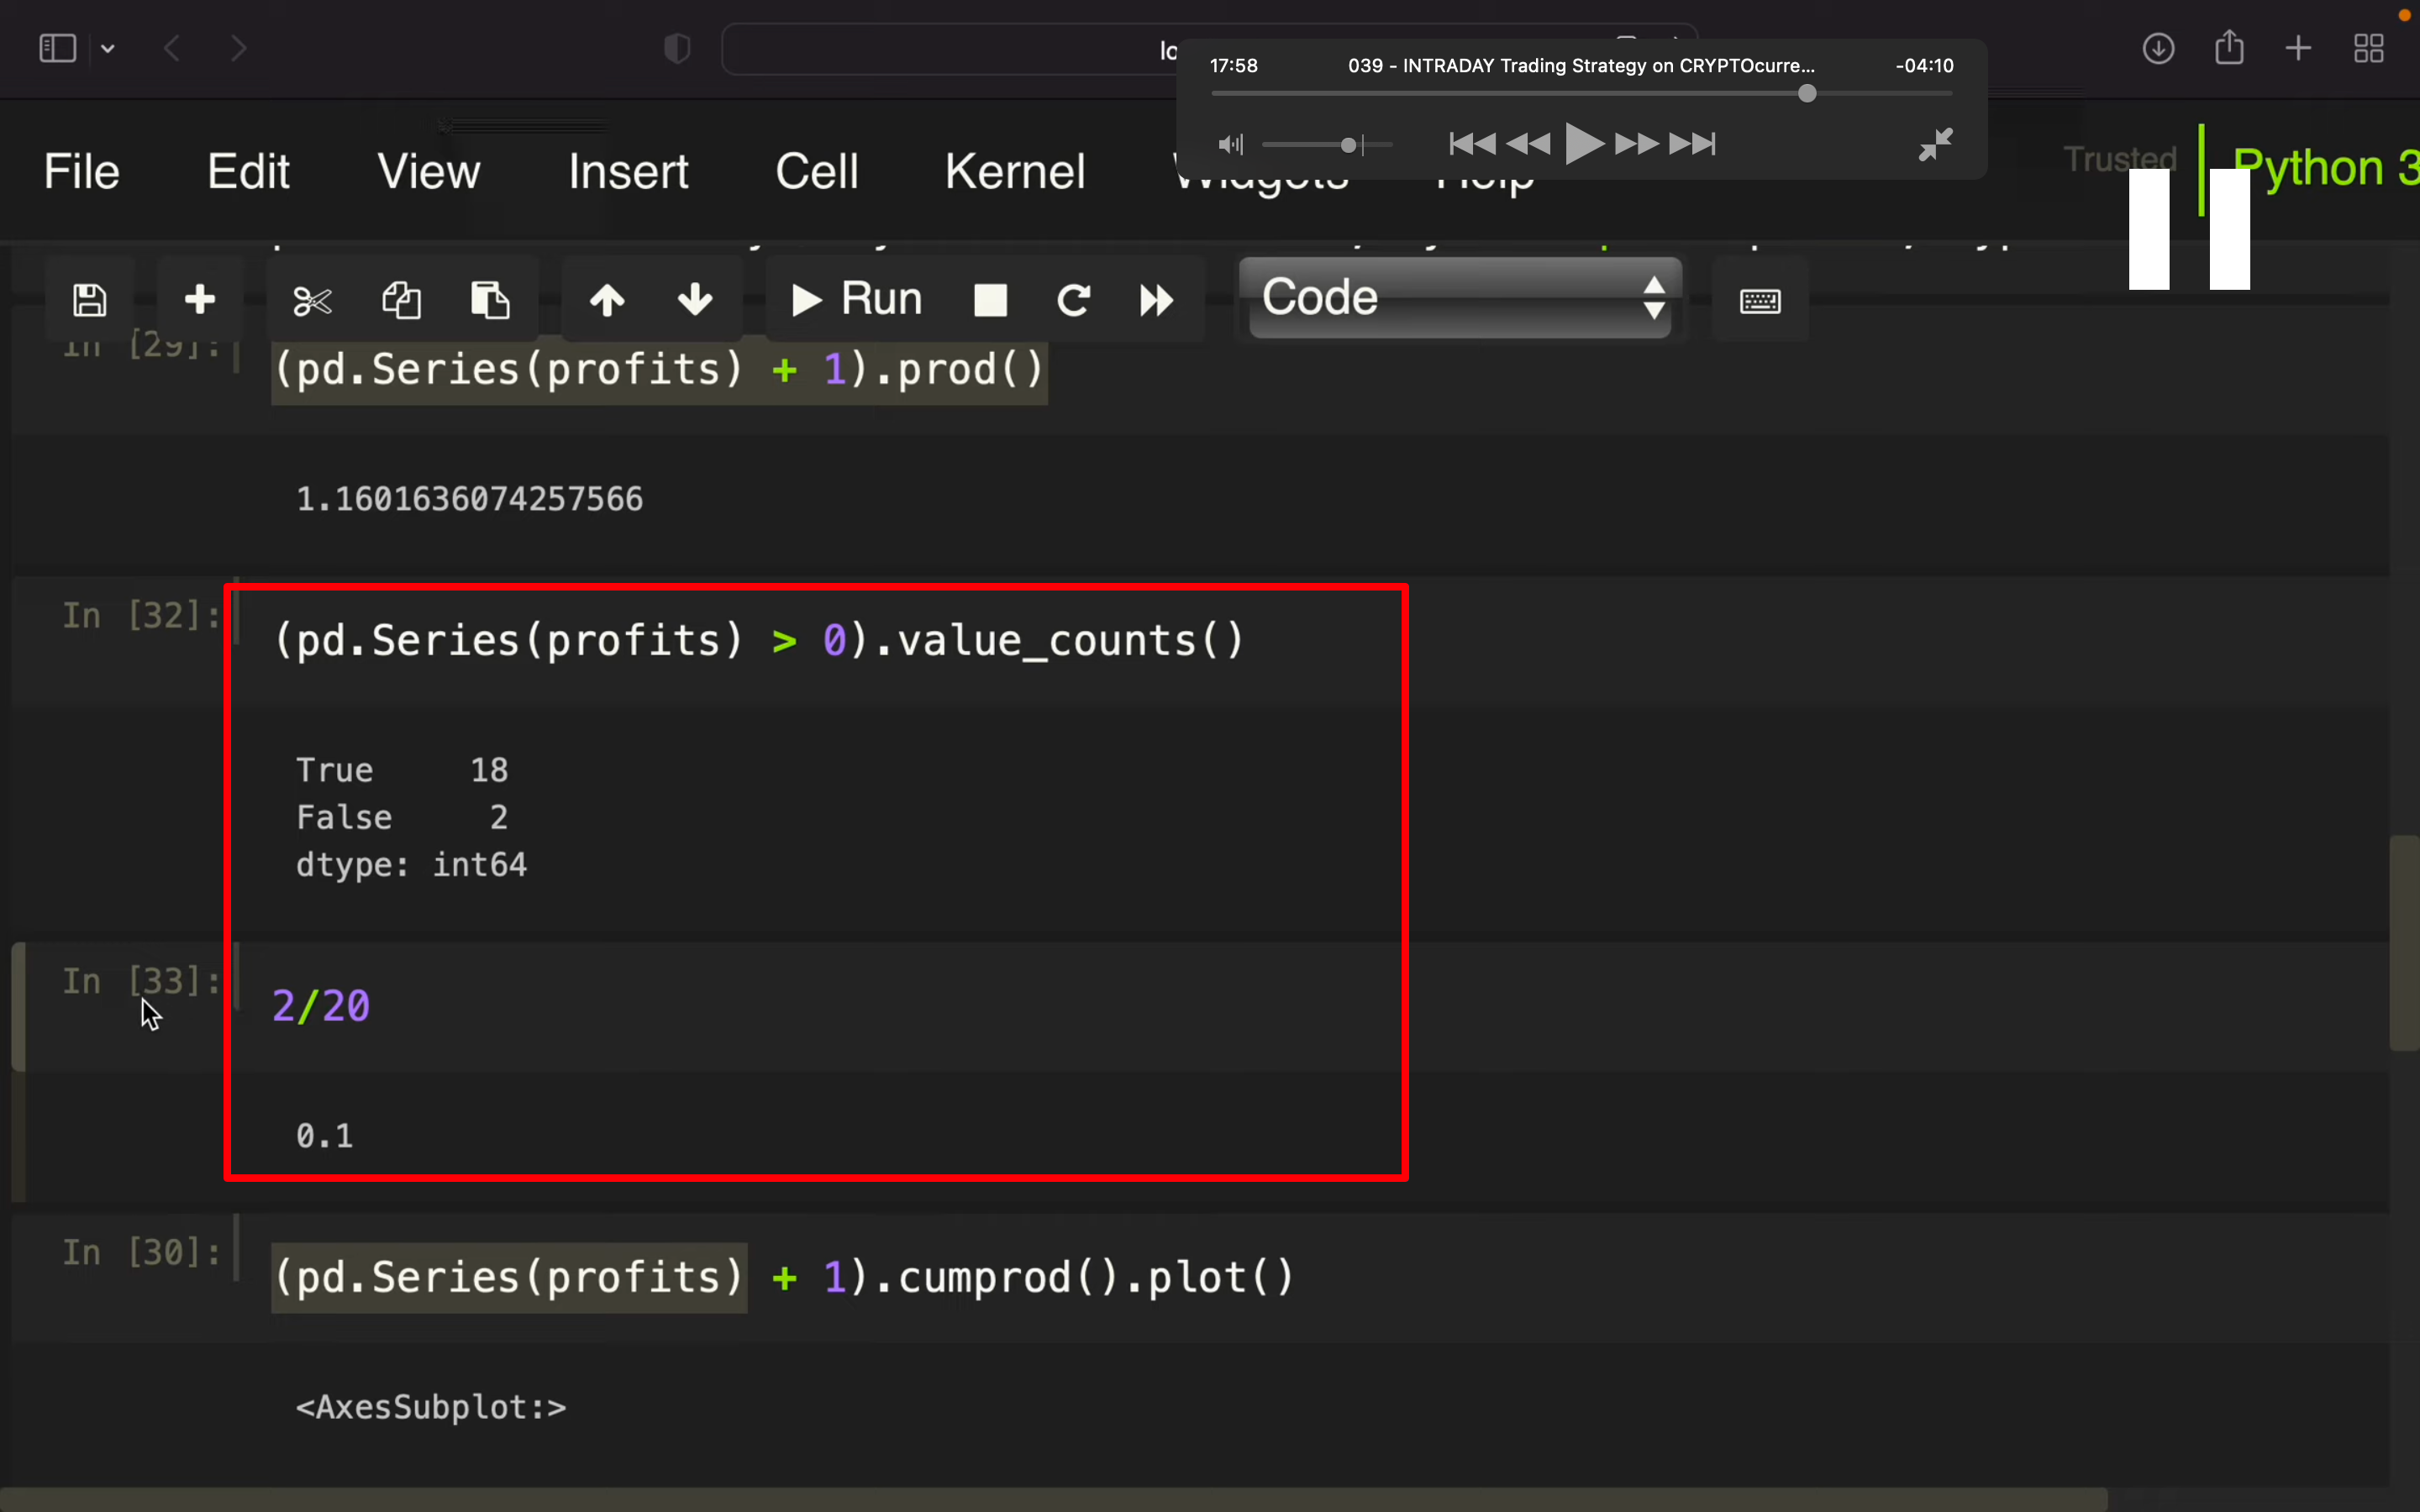 17:58 039 - INTRADAY Trading Strategy on CRYPTOcurre... -04:10
File Edit View Insert Cell Kernel Widgets Help Trusted Python 3
Run Code
In [29]: (pd.Series(profits) + 1).prod()
1.1601636074257566
In [32]: (pd.Series(profits) > 0).value_counts()
True 18
False 2
dtype: int64
In [33]: 2/20
0.1
In [30]: (pd.Series(profits) + 1).cumprod().plot()
<AxesSubplot:>